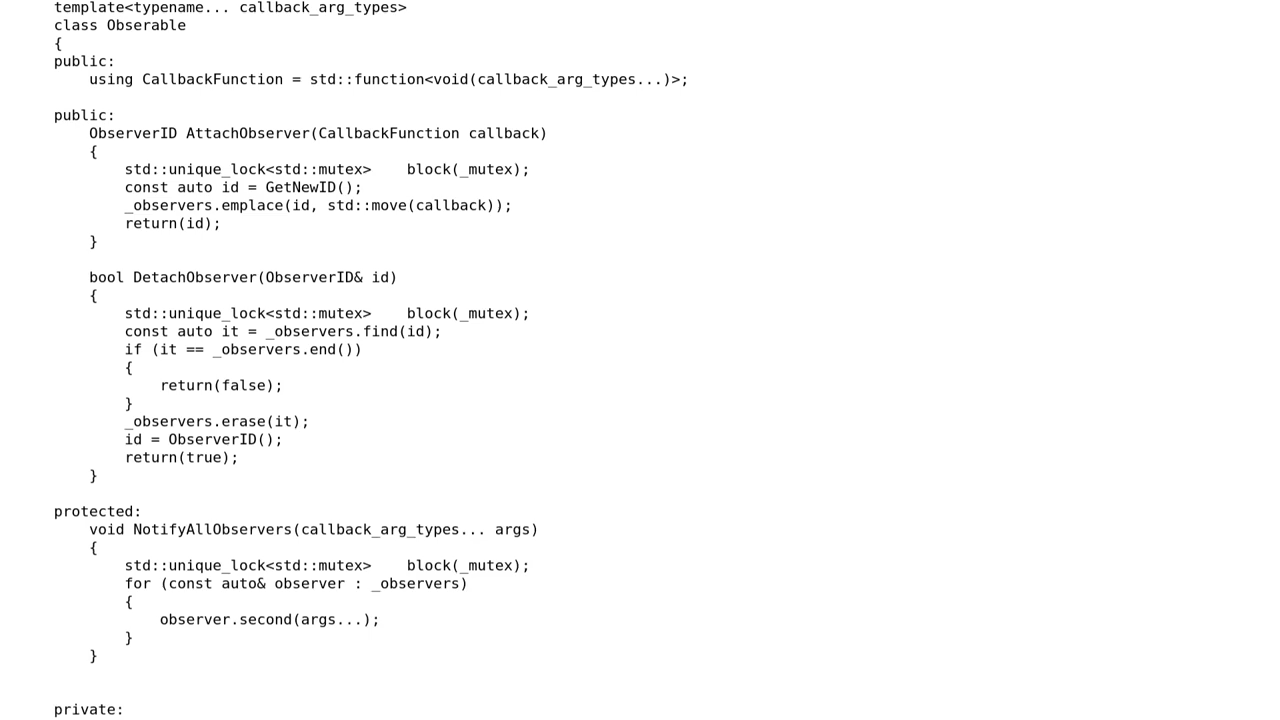 template<typename... callback_arg_types>
class Obserable
{
public:
    using CallbackFunction = std::function<void(callback_arg_types...)>;

public:
    ObserverID AttachObserver(CallbackFunction callback)
    {
        std::unique_lock<std::mutex>    block(_mutex);
        const auto id = GetNewID();
        _observers.emplace(id, std::move(callback));
        return(id);
    }

    bool DetachObserver(ObserverID& id)
    {
        std::unique_lock<std::mutex>    block(_mutex);
        const auto it = _observers.find(id);
        if (it == _observers.end())
        {
            return(false);
        }
        _observers.erase(it);
        id = ObserverID();
        return(true);
    }

protected:
    void NotifyAllObservers(callback_arg_types... args)
    {
        std::unique_lock<std::mutex>    block(_mutex);
        for (const auto& observer : _observers)
        {
            observer.second(args...);
        }
    }


private: